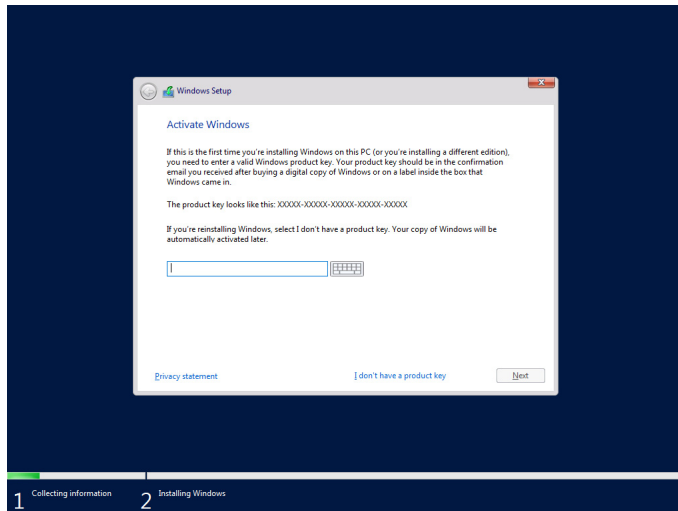 Windows Setup
Activate Windows
If this is the first time you're installing Windows on this PC (or you're installing a different edition),
you need to enter a valid Windows product key. Your product key should be in the confirmation
email you received after buying a digital copy of Windows or on a label inside the box that
Windows came in.
The product key looks like this: XXXXX-XXXXX-XXXXX-XXXXX-XXXXX
If you're reinstalling Windows, select I don't have a product key. Your copy of Windows will be
automatically activated later.
Privacy statement
I don't have a product key
Next
1 Collecting information
2 Installing Windows